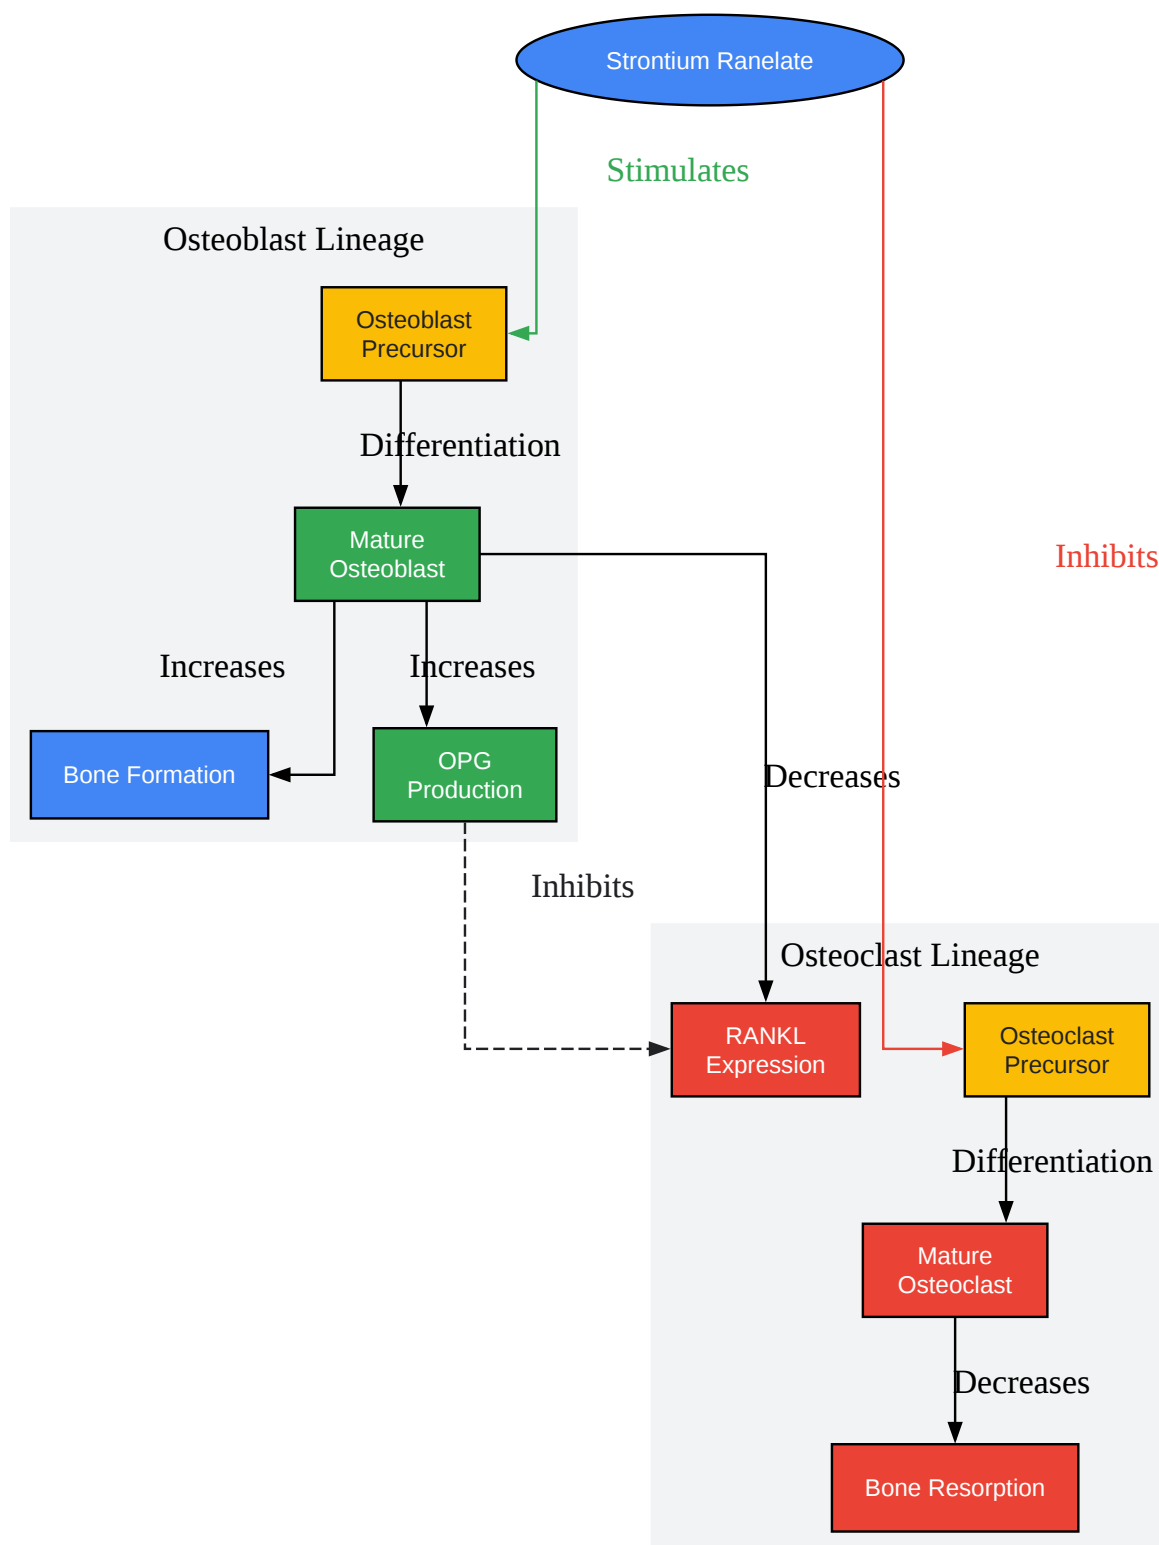 Strontium Ranelate
Stimulates
Osteoblast Lineage
Osteoblast
Precursor
Differentiation
Mature
Osteoblast
Inhibits
Increases
Increases
Bone Formation
OPG
Production
Decreases
Inhibits
Osteoclast Lineage
RANKL
Expression
Osteoclast
Precursor
Differentiation
Mature
Osteoclast
Decreases
Bone Resorption